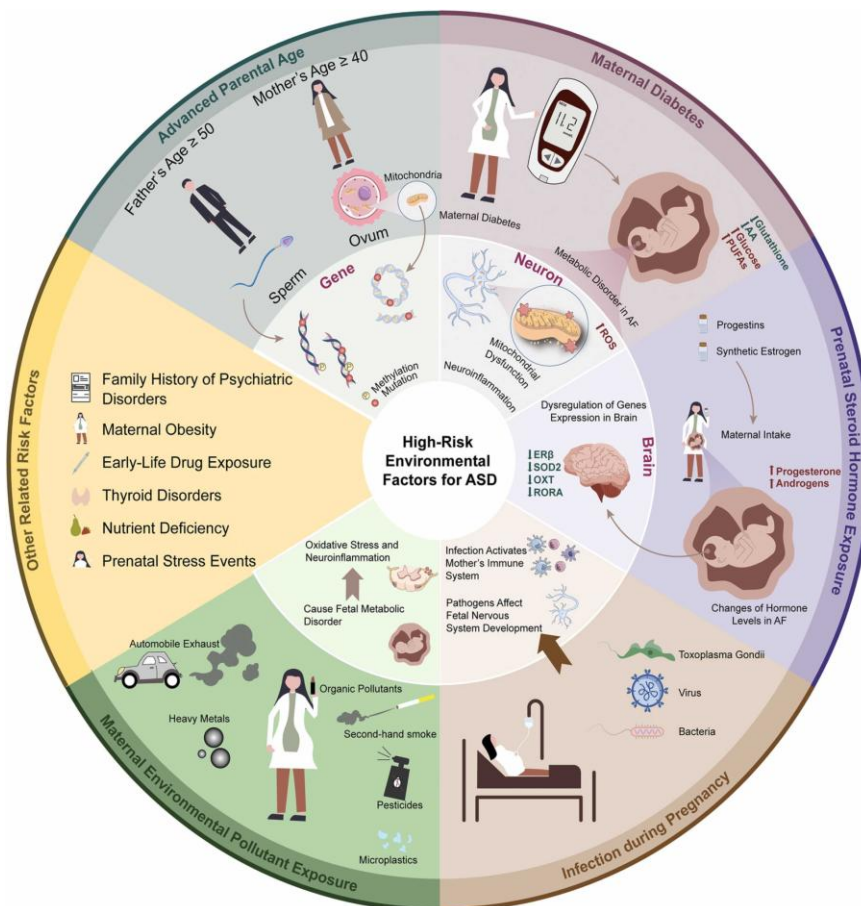 Advanced Parental Age
Father's Age ≥ 50
Mother's Age ≥ 40
Mitochondria
Ovum
Sperm
Gene
Methylation
Mutation
Maternal Diabetes
11.2
Maternal Diabetes
Metabolic Disorder in AF
Glutathione
AA
Glucose
PUFAs
Neuron
↑ROS
Mitochondrial
Dysfunction
Neuroinflammation
Prenatal Steroid Hormone Exposure
Progestins
Synthetic Estrogen
Maternal Intake
↑Progesterone
↑Androgens
Changes of Hormone
Levels in AF
Brain
Dysregulation of Genes
Expression in Brain
↓ERβ
↓SOD2
↓OXT
↓RORA
High-Risk
Environmental
Factors for ASD
Other Related Risk Factors
Family History of Psychiatric
Disorders
Maternal Obesity
Early-Life Drug Exposure
Thyroid Disorders
Nutrient Deficiency
Prenatal Stress Events
Oxidative Stress and
Neuroinflammation
Cause Fetal Metabolic
Disorder
Infection Activates
Mother's Immune
System
Pathogens Affect
Fetal Nervous
System Development
Maternal Environmental Pollutant Exposure
Automobile Exhaust
Organic Pollutants
Heavy Metals
Second-hand smoke
Pesticides
Microplastics
Infection during Pregnancy
Toxoplasma Gondii
Virus
Bacteria